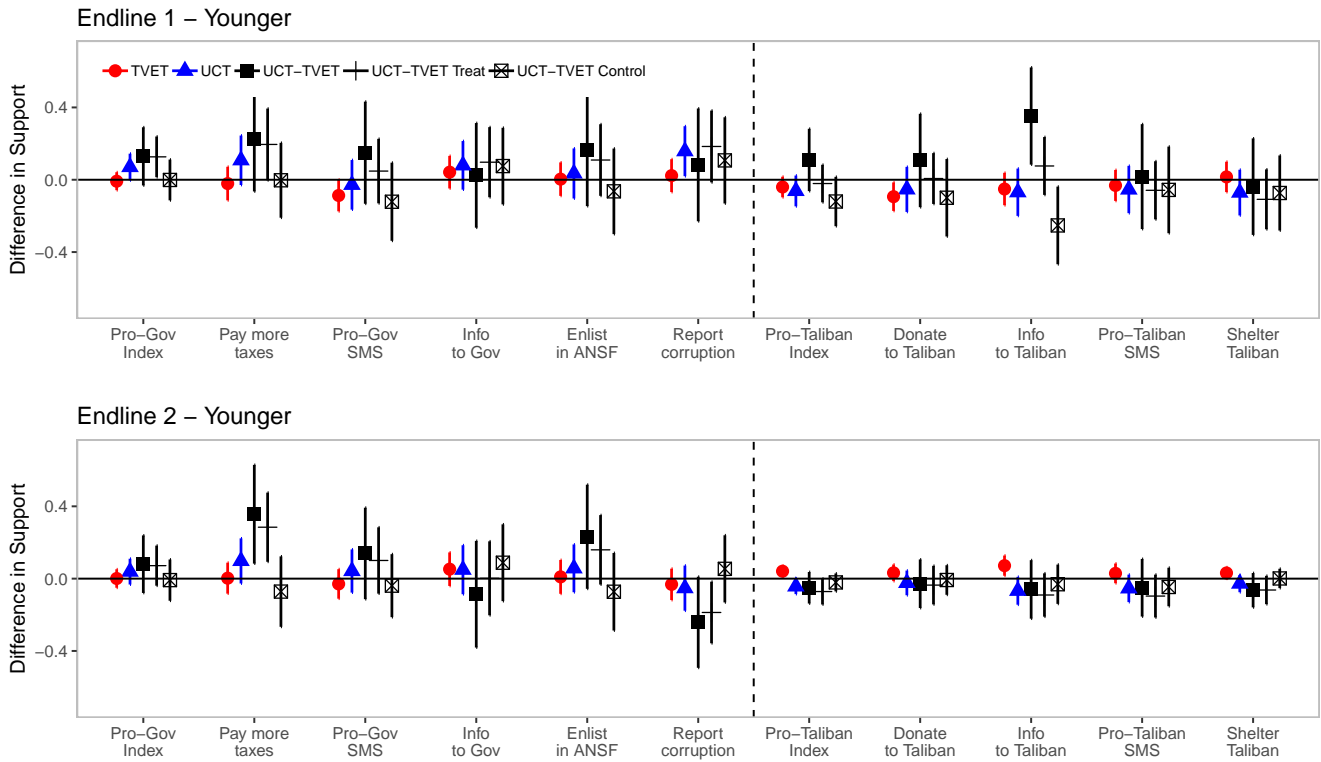 Endline 1 – Younger
TVET UCT UCT−TVET UCT−TVET Treat UCT−TVET Control
Difference in Support
0.4
0.0
−0.4
Pro−Gov Index
Pay more taxes
Pro−Gov SMS
Info to Gov
Enlist in ANSF
Report corruption
Pro−Taliban Index
Donate to Taliban
Info to Taliban
Pro−Taliban SMS
Shelter Taliban
Endline 2 – Younger
Difference in Support
0.4
0.0
−0.4
Pro−Gov Index
Pay more taxes
Pro−Gov SMS
Info to Gov
Enlist in ANSF
Report corruption
Pro−Taliban Index
Donate to Taliban
Info to Taliban
Pro−Taliban SMS
Shelter Taliban